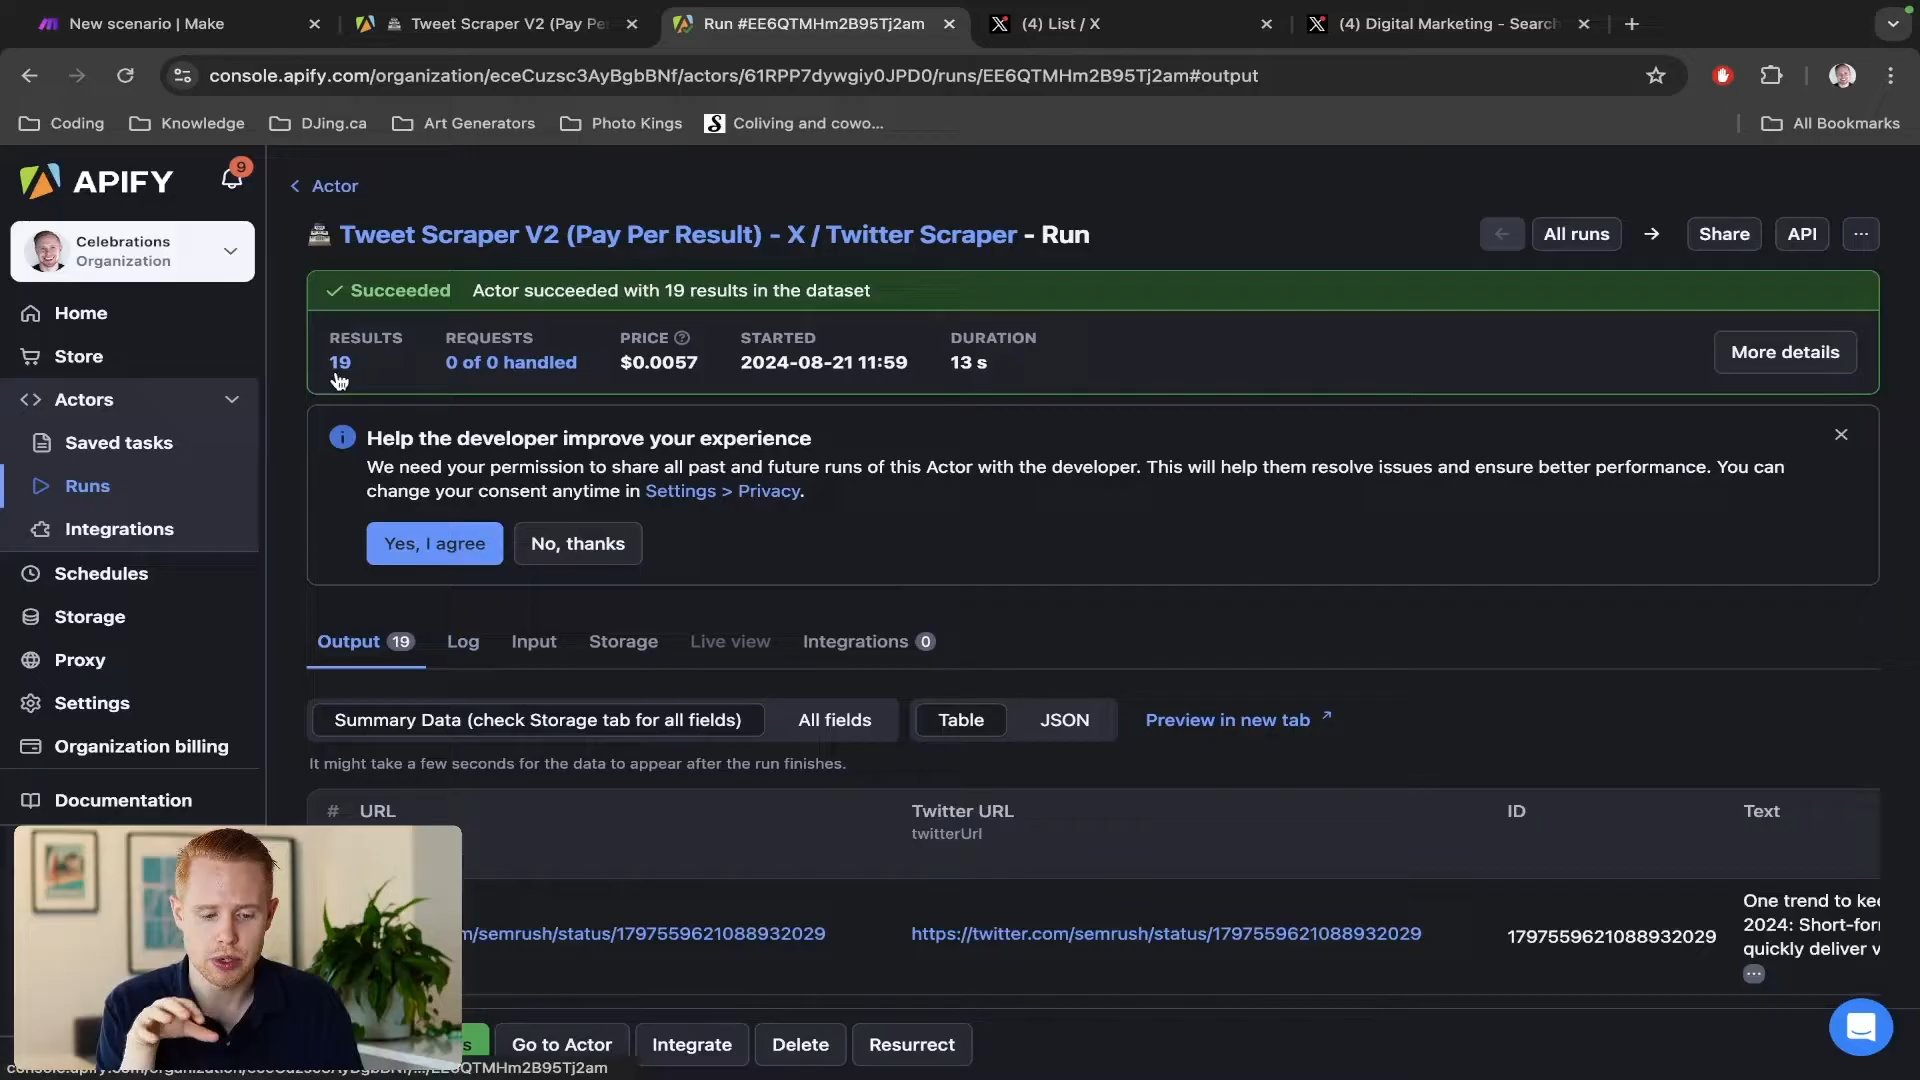 New scenario | Make
Tweet Scraper V2 (Pay Pe
Run #EE6QTMHm2B95Tj2am
(4) List / X
(4) Digital Marketing - Search
console.apify.com/organization/eceCuzsc3AyBgbBNf/actors/61RPP7dywgiy0JPD0/runs/EE6QTMHm2B95Tj2am#output
Coding
Knowledge
DJing.ca
Art Generators
Photo Kings
S
Coliving and cowo...
All Bookmarks
APIFY
9
Celebrations
Organization
Home
Store
Actors
Saved tasks
Runs
Integrations
Schedules
Storage
Proxy
Settings
Organization billing
Documentation
Actor
Tweet Scraper V2 (Pay Per Result) - X / Twitter Scraper - Run
All runs
Share
API
Succeeded Actor succeeded with 19 results in the dataset
RESULTS REQUESTS PRICE STARTED DURATION
19 0 of 0 handled $0.0057 2024-08-21 11:59 13 s
More details
Help the developer improve your experience
We need your permission to share all past and future runs of this Actor with the developer. This will help them resolve issues and ensure better performance. You can
change your consent anytime in Settings > Privacy.
Yes, I agree
No, thanks
Output 19 Log Input Storage Live view Integrations 0
Summary Data (check Storage tab for all fields) All fields Table JSON Preview in new tab
It might take a few seconds for the data to appear after the run finishes.
# URL Twitter URL ID Text
twitterUrl
m/semrush/status/1797559621088932029 https://twitter.com/semrush/status/1797559621088932029 1797559621088932029
One trend to kee
2024: Short-for
quickly deliver v
...
s Go to Actor Integrate Delete Resurrect